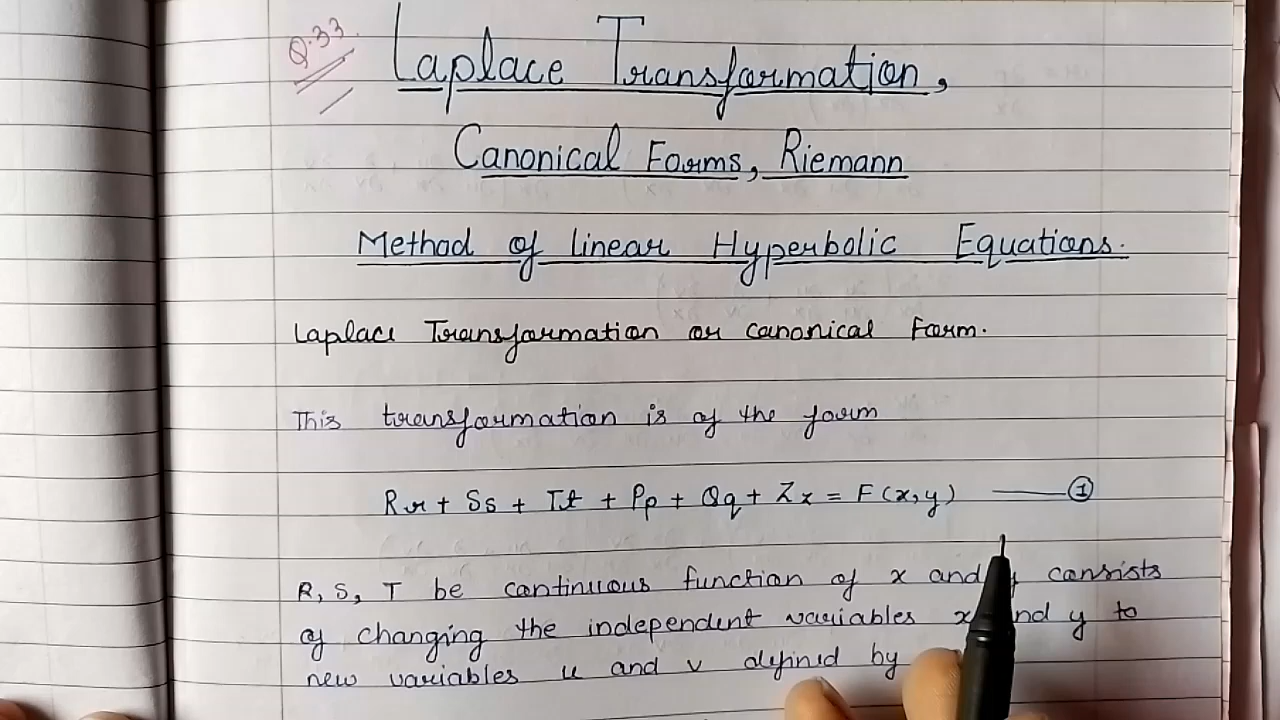 Q.33
Laplace Transformation,
Canonical Forms, Riemann
Method of linear Hyperbolic Equations.
Laplace Transformation or canonical Form.
This transformation is of the form
Rr + Ss + Tt + Pp + Qq + Zx = F(x,y) —— ①
R, S, T be continuous function of x and consists
of changing the independent variables x and y to
new variables u and v defined by